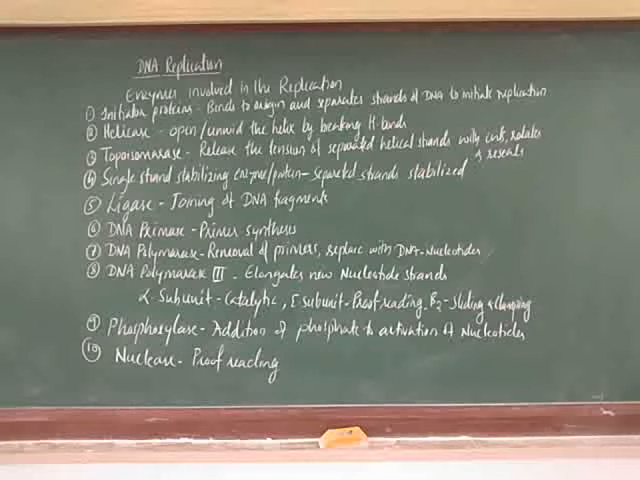 DNA Replication
Enzymes involved in the Replication
① Initiator proteins - Binds to origin and separates strands of DNA to initiate replication
② Helicase - open/unwid the helix by breaking H bonds
③ Topoisomarase - Release the tension of separated helical strands with cuts, rotates & reseals
④ Single strand stabilizing enzyme/protein - separated strands stabilized
⑤ Ligase - Joining of DNA fragments
⑥ DNA Primase - Primer synthesis
⑦ DNA Polymarase - Removal of primers, replace with DNA-Nucleotides
⑧ DNA Polymarase III - Elongates new Nucleotide strands
α-Subunit - Catalytic, ε subunit - Proof reading, β2 - Sliding & Clamping
⑨ Phosphorylase - Addition of phosphate to activation of Nucleotides
⑩ Nuclease - Proof reading